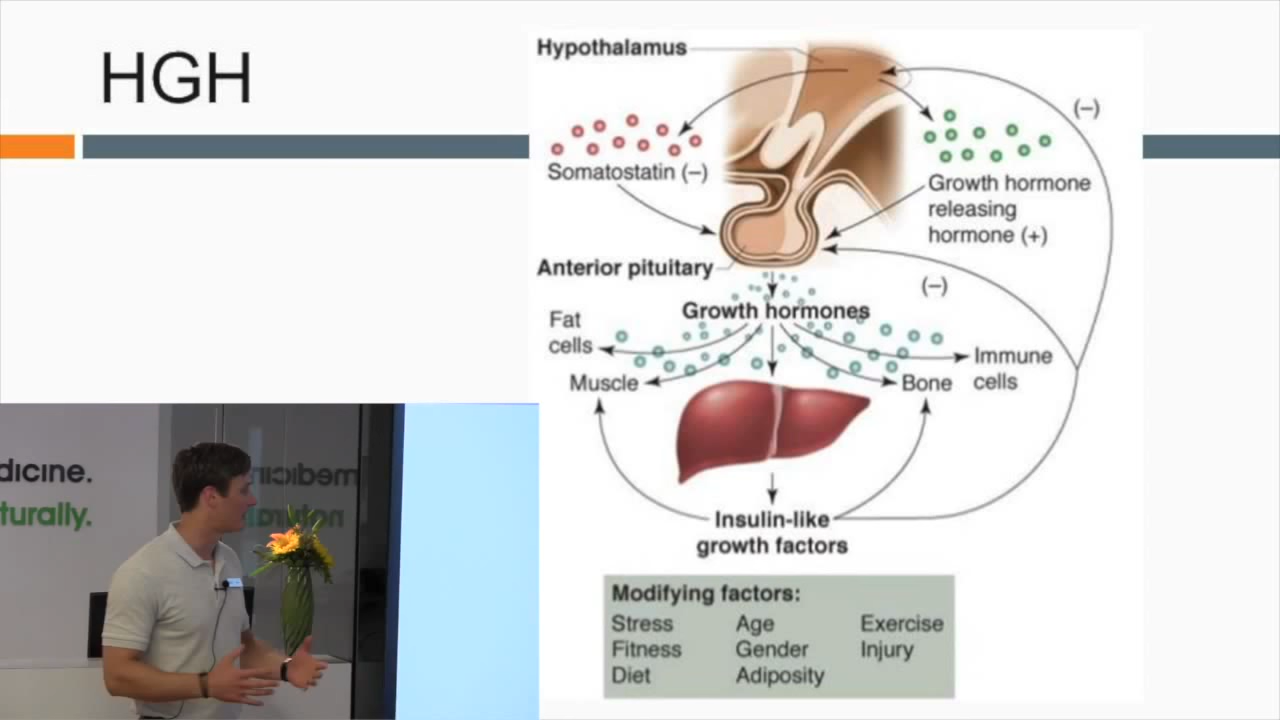 HGH
Hypothalamus
(–)
Somatostatin (–)
Growth hormone
releasing
hormone (+)
Anterior pituitary
(–)
Growth hormones
Fat
cells
Immune
cells
Muscle
Bone
Insulin-like
growth factors
Modifying factors:
Stress Age Exercise
Fitness Gender Injury
Diet Adiposity
dicine.
turally.